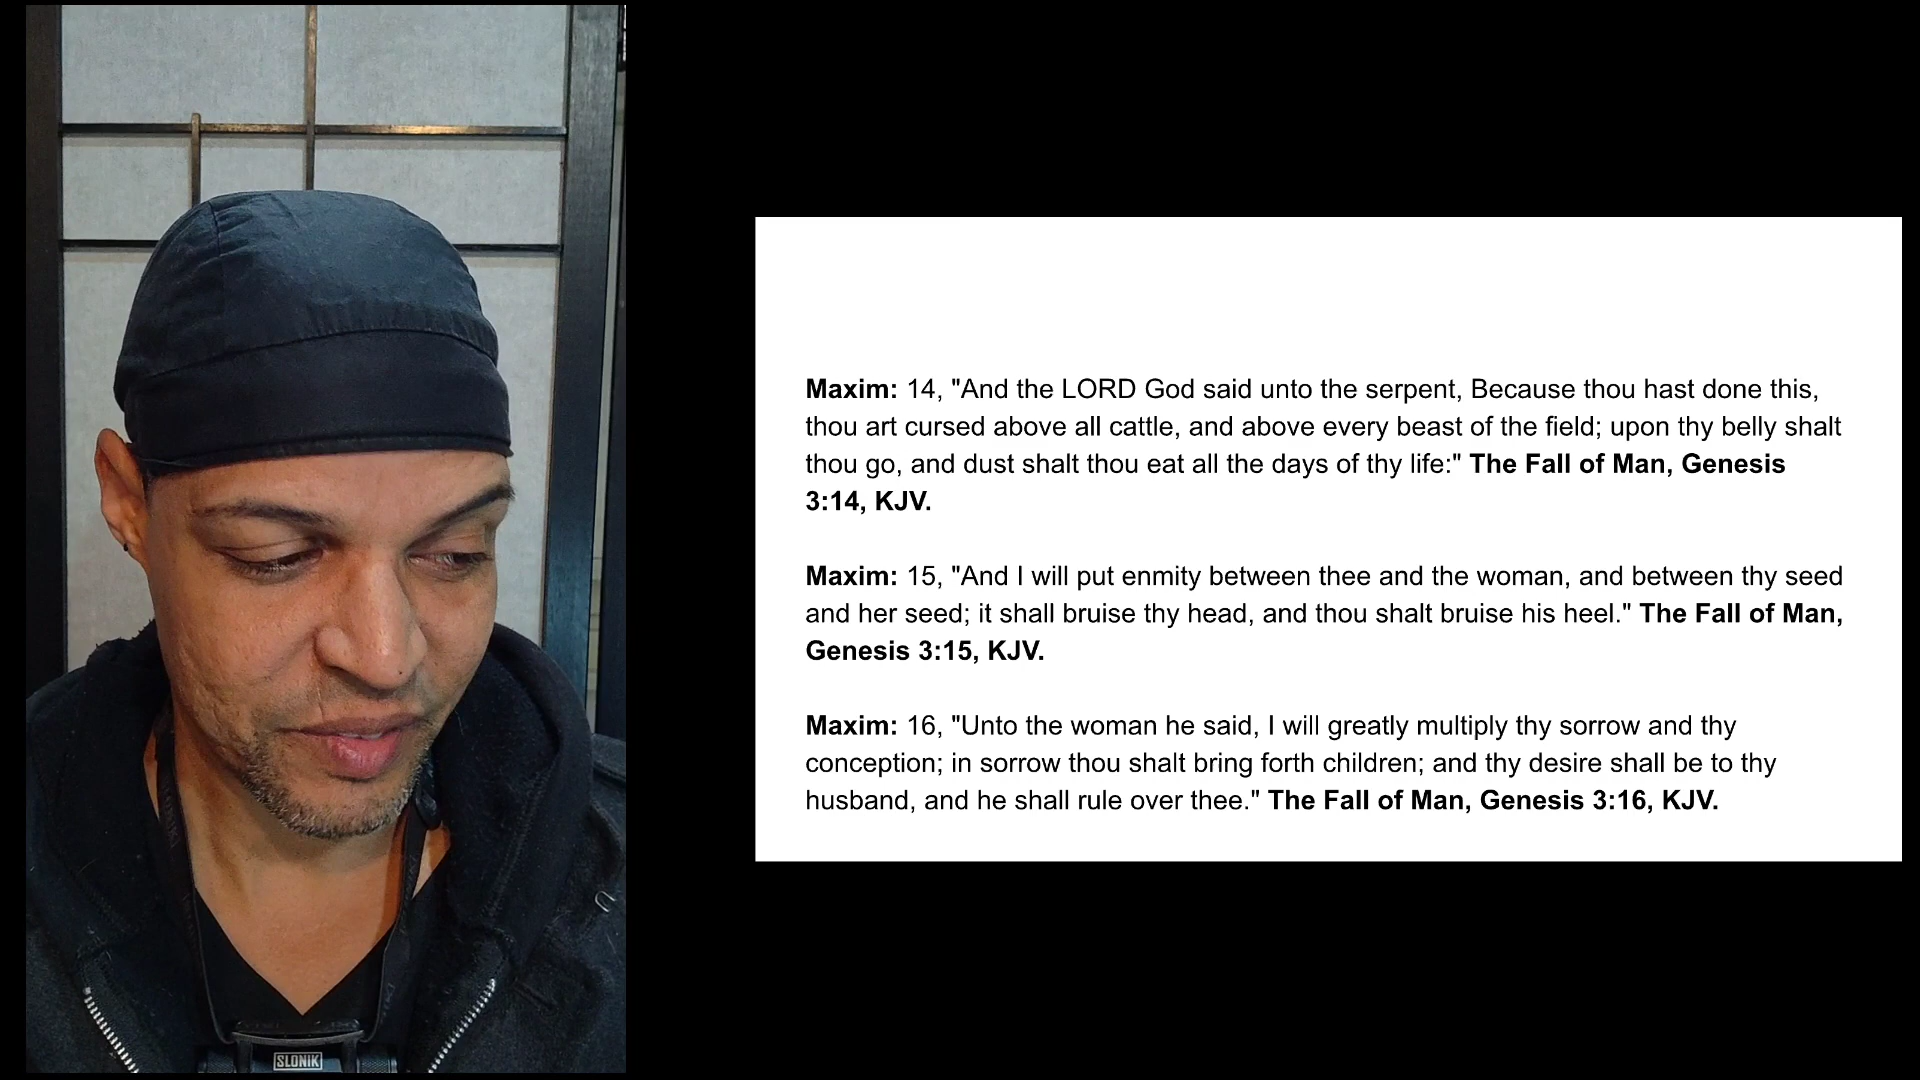 Maxim: 14, "And the LORD God said unto the serpent, Because thou hast done this,
thou art cursed above all cattle, and above every beast of the field; upon thy belly shalt
thou go, and dust shalt thou eat all the days of thy life:" The Fall of Man, Genesis
3:14, KJV.
Maxim: 15, "And I will put enmity between thee and the woman, and between thy seed
and her seed; it shall bruise thy head, and thou shalt bruise his heel." The Fall of Man,
Genesis 3:15, KJV.
Maxim: 16, "Unto the woman he said, I will greatly multiply thy sorrow and thy
conception; in sorrow thou shalt bring forth children; and thy desire shall be to thy
husband, and he shall rule over thee." The Fall of Man, Genesis 3:16, KJV.
SLONIK